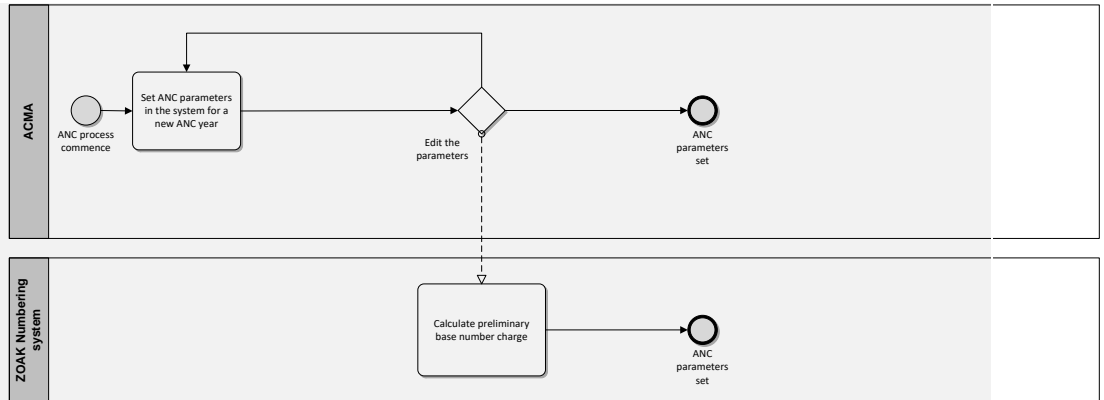 ACMA
ANC process
commence
Set ANC parameters
in the system for a
new ANC year
Edit the
parameters
ANC
parameters
set
ZOAK Numbering
system
Calculate preliminary
base number charge
ANC
parameters
set